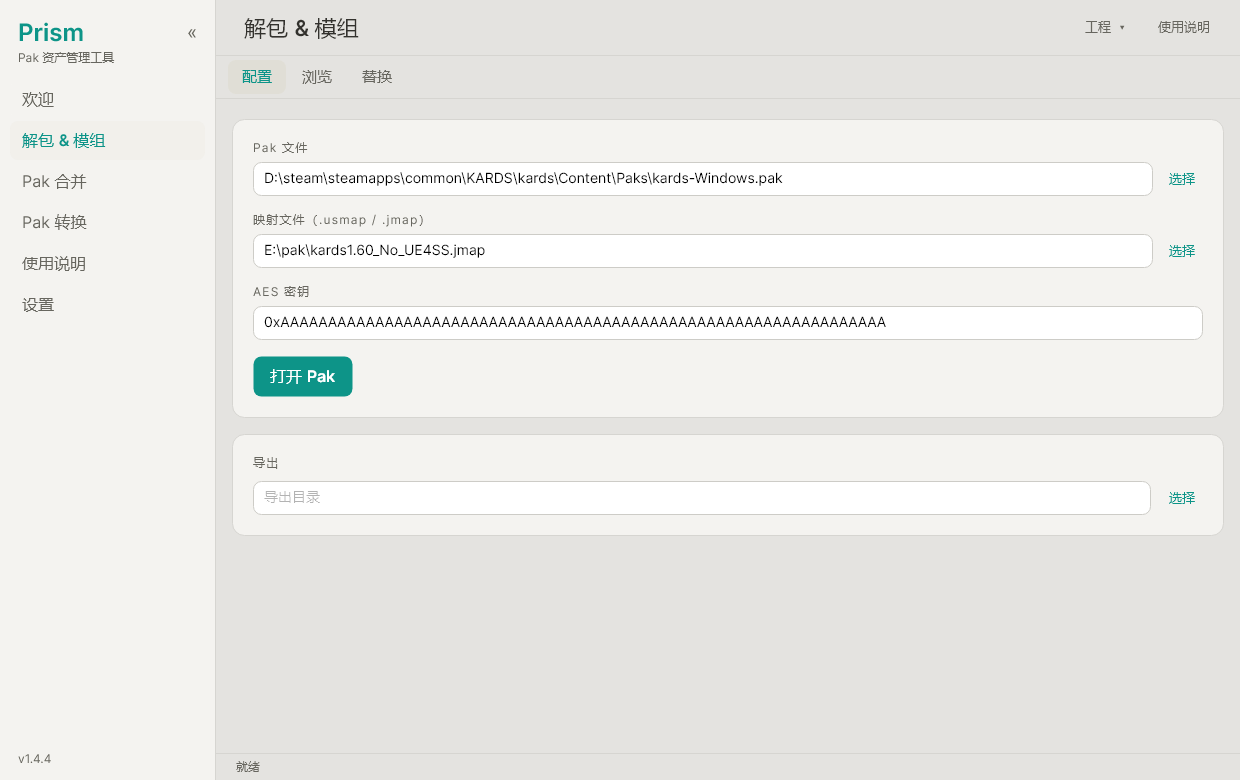 Prism
«
Pak 资产管理工具
欢迎
解包 & 模组
Pak 合并
Pak 转换
使用说明
设置
v1.4.4
解包 & 模组
工程 ▾
使用说明
配置 浏览 替换
Pak 文件
D:\steam\steamapps\common\KARDS\kards\Content\Paks\kards-Windows.pak
选择
映射文件（.usmap / .jmap）
E:\pak\kards1.60_No_UE4SS.jmap
选择
AES 密钥
0xAAAAAAAAAAAAAAAAAAAAAAAAAAAAAAAAAAAAAAAAAAAAAAAAAAAAAAAAAAAAAAAA
打开 Pak
导出
导出目录
选择
就绪